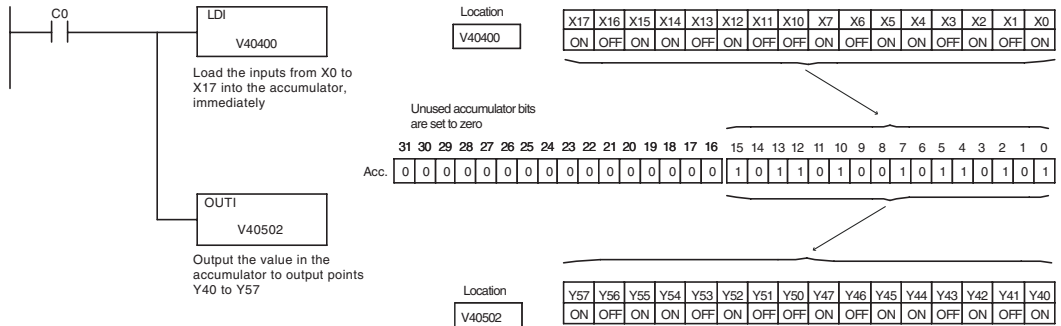 C0
LDI
V40400
Load the inputs from X0 to
X17 into the accumulator,
immediately
Location
V40400
X17 X16 X15 X14 X13 X12 X11 X10 X7 X6 X5 X4 X3 X2 X1 X0
ON OFF ON ON OFF ON OFF OFF ON OFF ON ON OFF ON OFF ON
Unused accumulator bits
are set to zero
31 30 29 28 27 26 25 24 23 22 21 20 19 18 17 16 15 14 13 12 11 10 9 8 7 6 5 4 3 2 1 0
Acc. 0 0 0 0 0 0 0 0 0 0 0 0 0 0 0 0 1 0 1 1 0 1 0 0 1 0 1 1 0 1 0 1
OUTI
V40502
Output the value in the
accumulator to output points
Y40 to Y57
Location
V40502
Y57 Y56 Y55 Y54 Y53 Y52 Y51 Y50 Y47 Y46 Y45 Y44 Y43 Y42 Y41 Y40
ON OFF ON ON OFF ON OFF OFF ON OFF ON ON OFF ON OFF ON